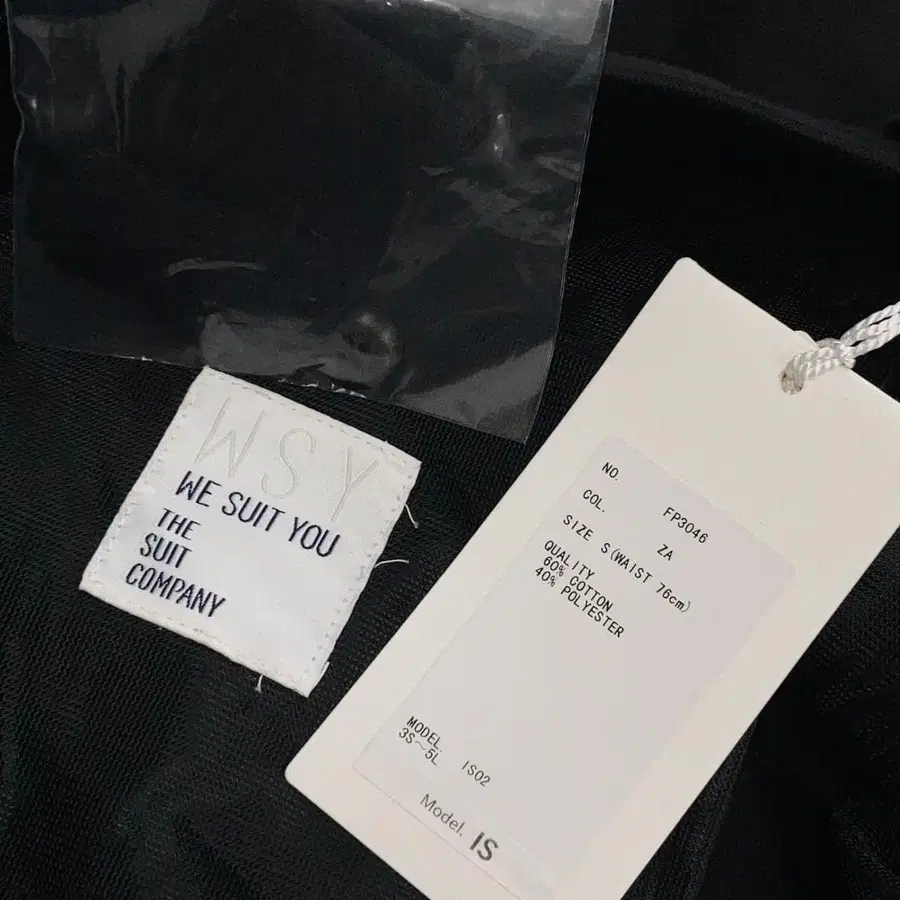 WSY
WE SUIT YOU
THE
SUIT
COMPANY
NO. FP3046
COL. ZA
SIZE S(WAIST 76cm)
QUALITY
60% COTTON
40% POLYESTER
MODEL. IS02
3S〜5L
Model. IS